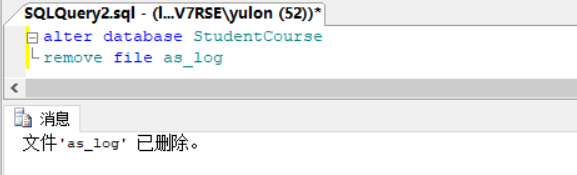 SQLQuery2.sql - (l...V7RSE\yulon (52))*
alter database StudentCourse
remove file as_log
消息
文件'as_log' 已删除。